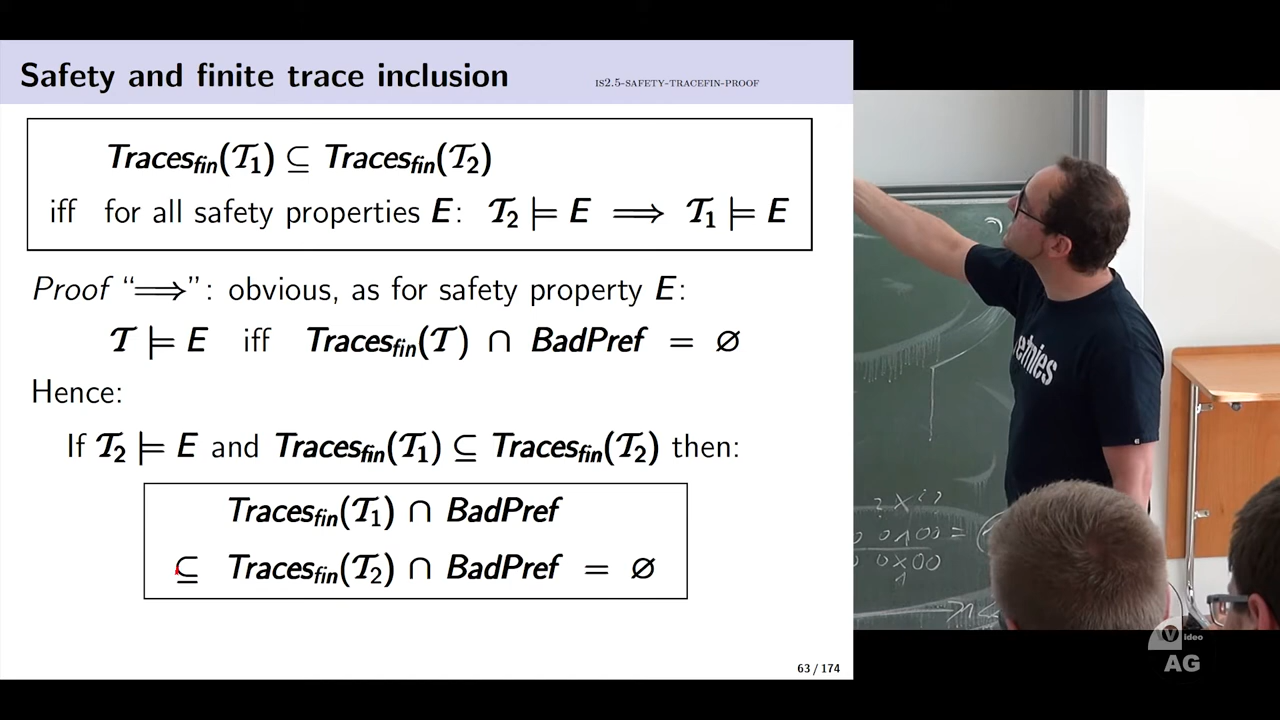 Safety and finite trace inclusion
IS2.5-SAFETY-TRACEFIN-PROOF
Traces_fin(𝒯₁) ⊆ Traces_fin(𝒯₂)
iff for all safety properties E: 𝒯₂ ⊨ E ⟹ 𝒯₁ ⊨ E
Proof “⟹”: obvious, as for safety property E:
𝒯 ⊨ E iff Traces_fin(𝒯) ∩ BadPref = ∅
Hence:
If 𝒯₂ ⊨ E and Traces_fin(𝒯₁) ⊆ Traces_fin(𝒯₂) then:
Traces_fin(𝒯₁) ∩ BadPref
⊆ Traces_fin(𝒯₂) ∩ BadPref = ∅
63 / 174
etnies
Video
AG